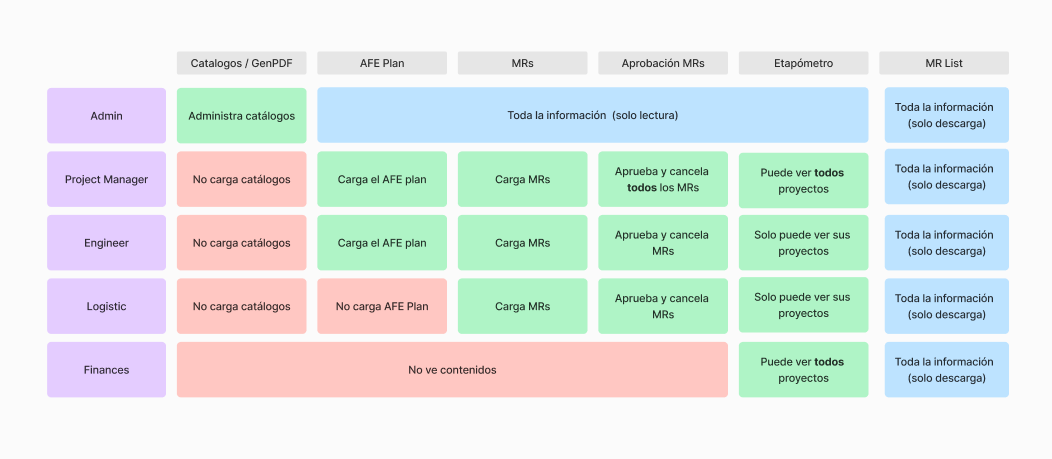 Catalogos / GenPDF
AFE Plan
MRs
Aprobación MRs
Etapómetro
MR List
Admin
Administra catálogos
Toda la información (solo lectura)
Toda la información
(solo descarga)
Project Manager
No carga catálogos
Carga el AFE plan
Carga MRs
Aprueba y cancela
todos los MRs
Puede ver todos
proyectos
Toda la información
(solo descarga)
Engineer
No carga catálogos
Carga el AFE plan
Carga MRs
Aprueba y cancela
MRs
Solo puede ver sus
proyectos
Toda la información
(solo descarga)
Logistic
No carga catálogos
No carga AFE Plan
Carga MRs
Aprueba y cancela
MRs
Solo puede ver sus
proyectos
Toda la información
(solo descarga)
Finances
No ve contenidos
Puede ver todos
proyectos
Toda la información
(solo descarga)